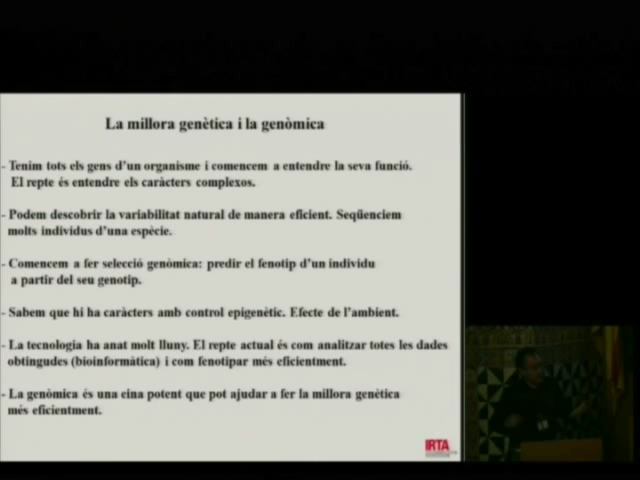 La millora genètica i la genòmica
- Tenim tots els gens d'un organisme i comencem a entendre la seva funció.
El repte és entendre els caràcters complexos.
- Podem descobrir la variabilitat natural de manera eficient. Seqüenciem
molts individus d'una espècie.
- Comencem a fer selecció genòmica: predir el fenotip d'un individu
a partir del seu genotip.
- Sabem que hi ha caràcters amb control epigenètic. Efecte de l'ambient.
- La tecnologia ha anat molt lluny. El repte actual és com analitzar totes les dades
obtingudes (bioinformàtica) i com fenotipar més eficientment.
- La genòmica és una eina potent que pot ajudar a fer la millora genètica
més eficientment.
IRTA